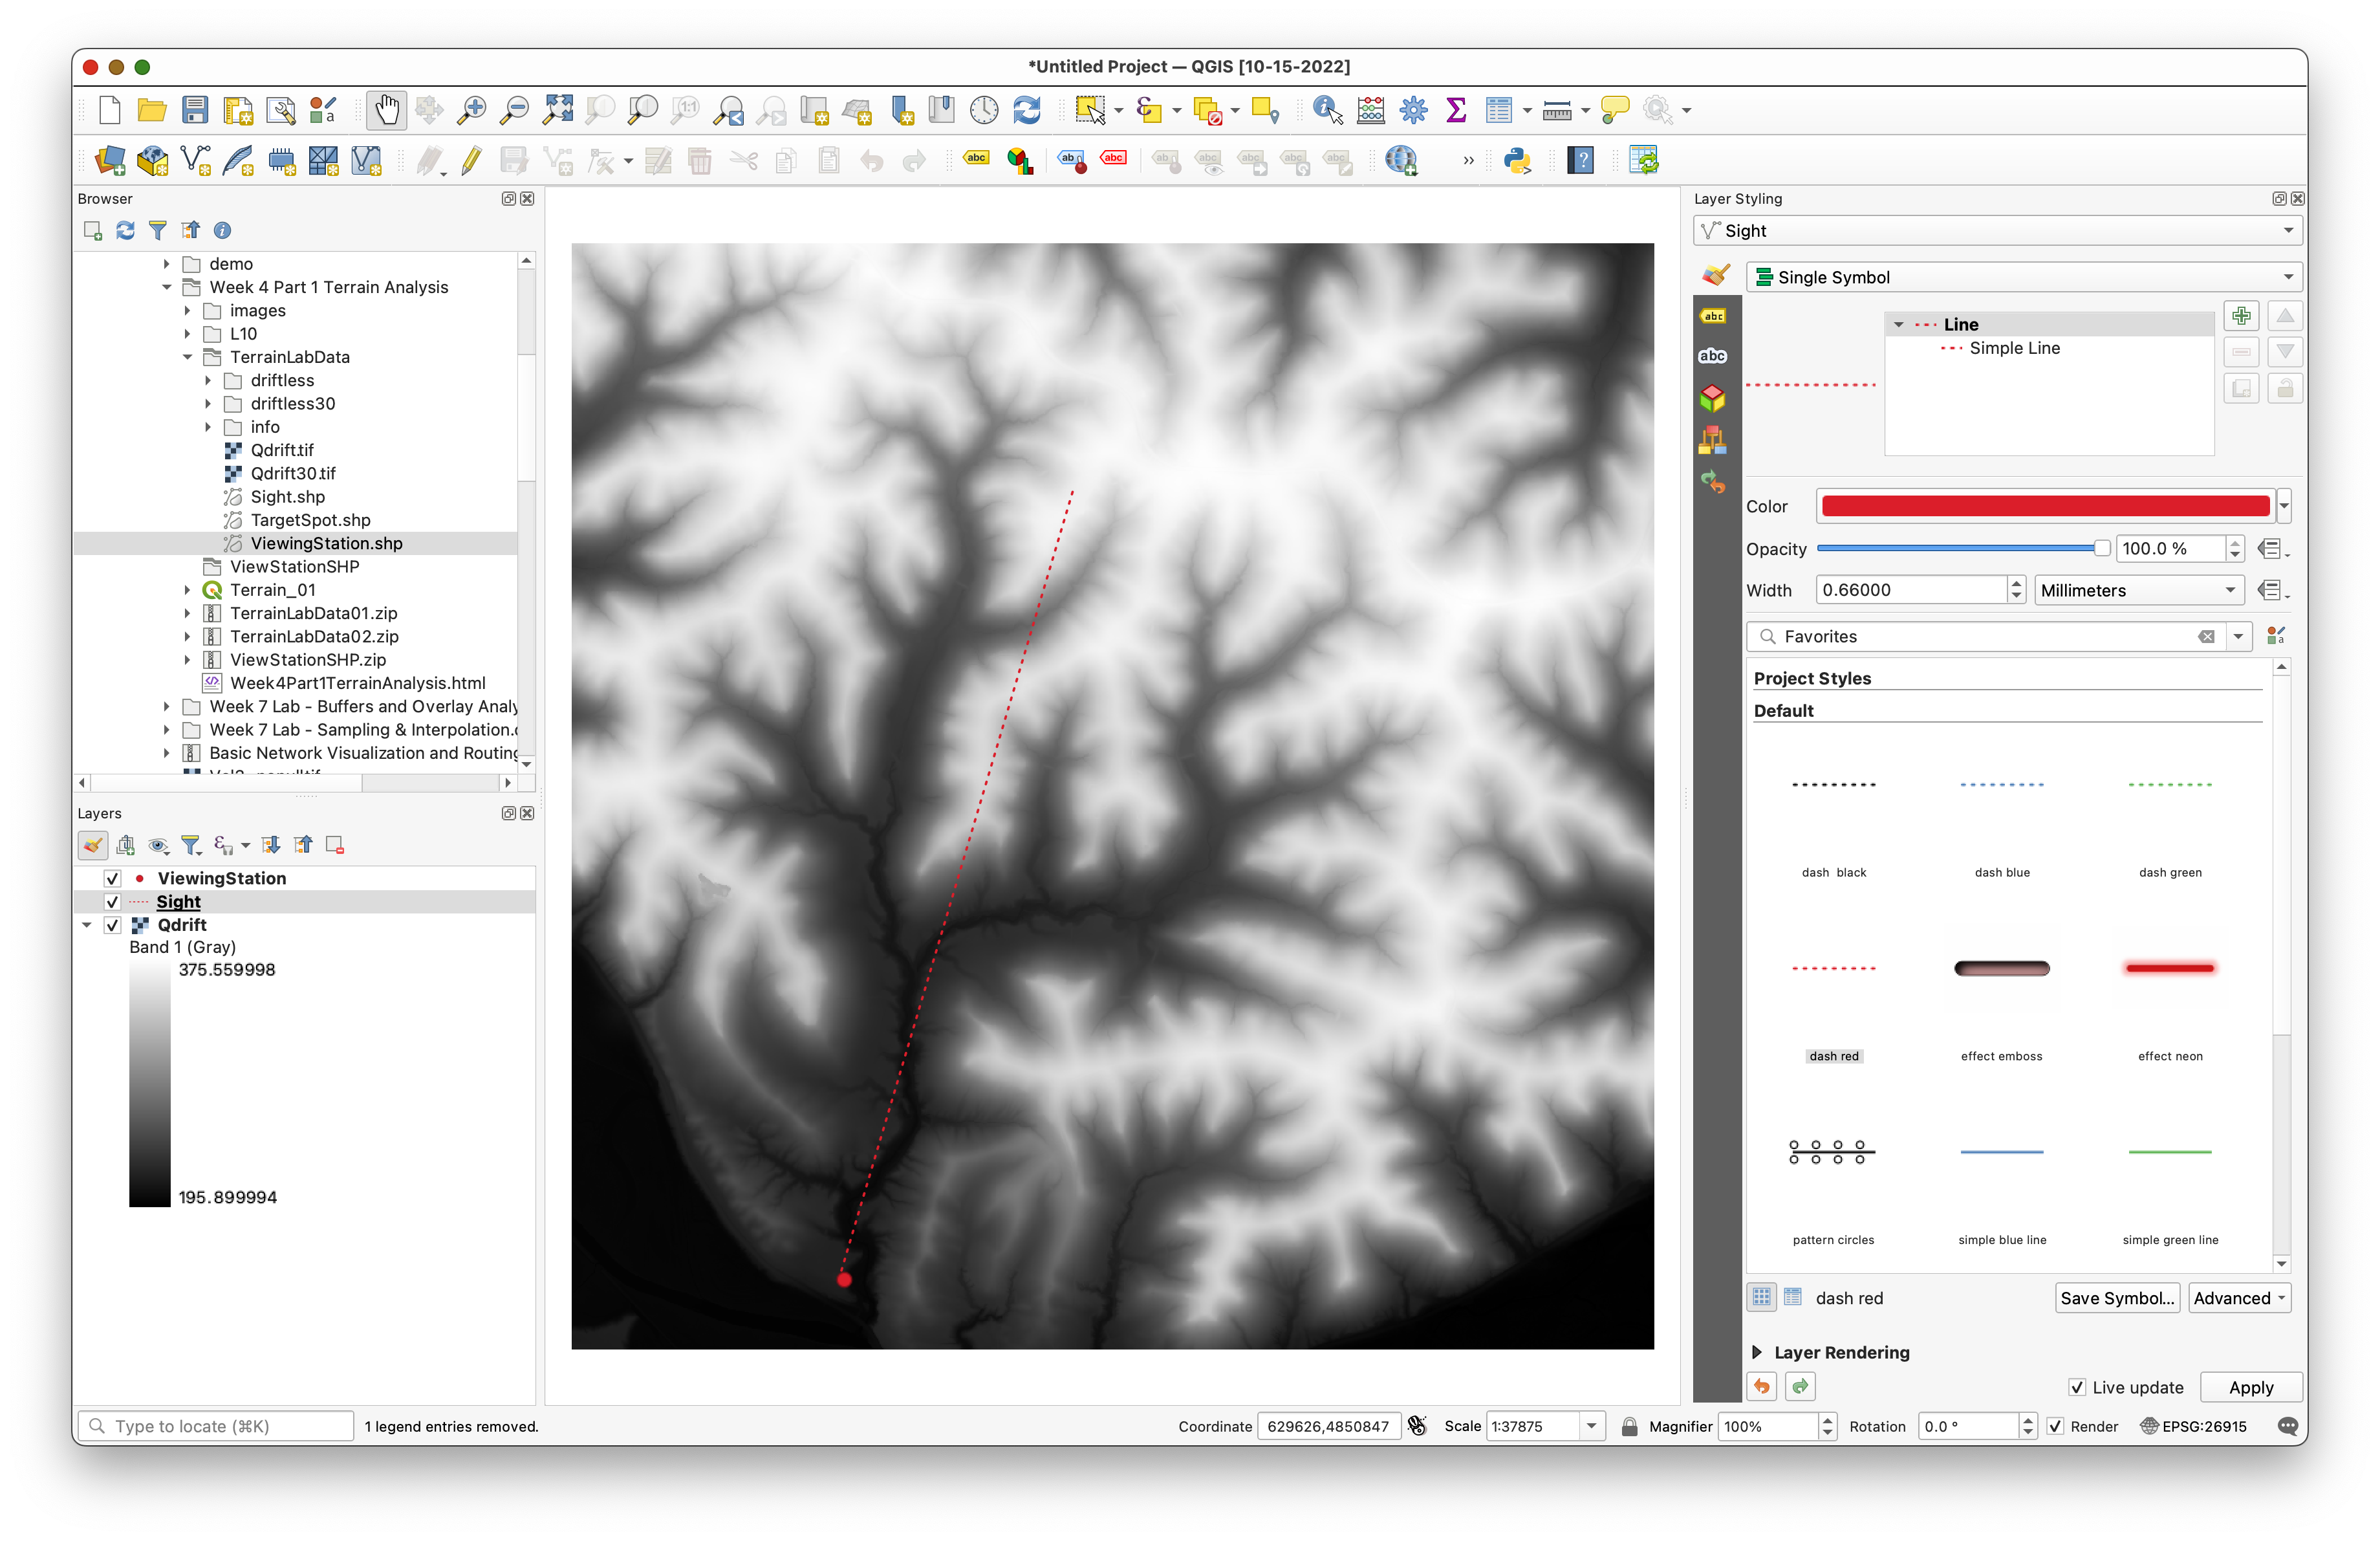 *Untitled Project — QGIS [10-15-2022]
Browser
demo
Week 4 Part 1 Terrain Analysis
images
L10
TerrainLabData
driftless
driftless30
info
Qdrift.tif
Qdrift30.tif
Sight.shp
TargetSpot.shp
ViewingStation.shp
ViewStationSHP
Terrain_01
TerrainLabData01.zip
TerrainLabData02.zip
ViewStationSHP.zip
Week4Part1TerrainAnalysis.html
Week 7 Lab - Buffers and Overlay Analy
Week 7 Lab - Sampling & Interpolation.
Basic Network Visualization and Routing
Layers
ViewingStation
Sight
Qdrift
Band 1 (Gray)
375.559998
195.899994
Layer Styling
Sight
Single Symbol
Line
Simple Line
Color
Opacity 100.0 %
Width 0.66000 Millimeters
Favorites
Project Styles
Default
dash black dash blue dash green
dash red effect emboss effect neon
pattern circles simple blue line simple green line
dash red Save Symbol... Advanced
Layer Rendering
Live update Apply
Type to locate (⌘K) 1 legend entries removed. Coordinate 629626,4850847 Scale 1:37875 Magnifier 100% Rotation 0.0 ° Render EPSG:26915